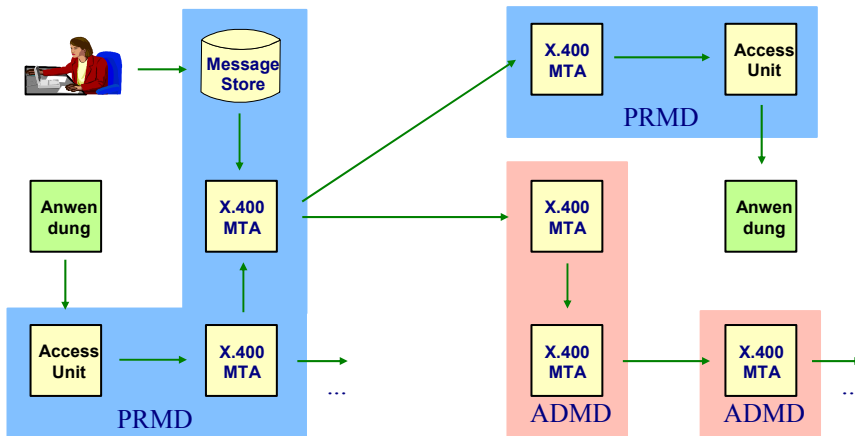 Message
Store
X.400
MTA
Access
Unit
PRMD
Anwen
dung
X.400
MTA
X.400
MTA
Anwen
dung
Access
Unit
X.400
MTA
...
X.400
MTA
X.400
MTA
...
PRMD
ADMD
ADMD